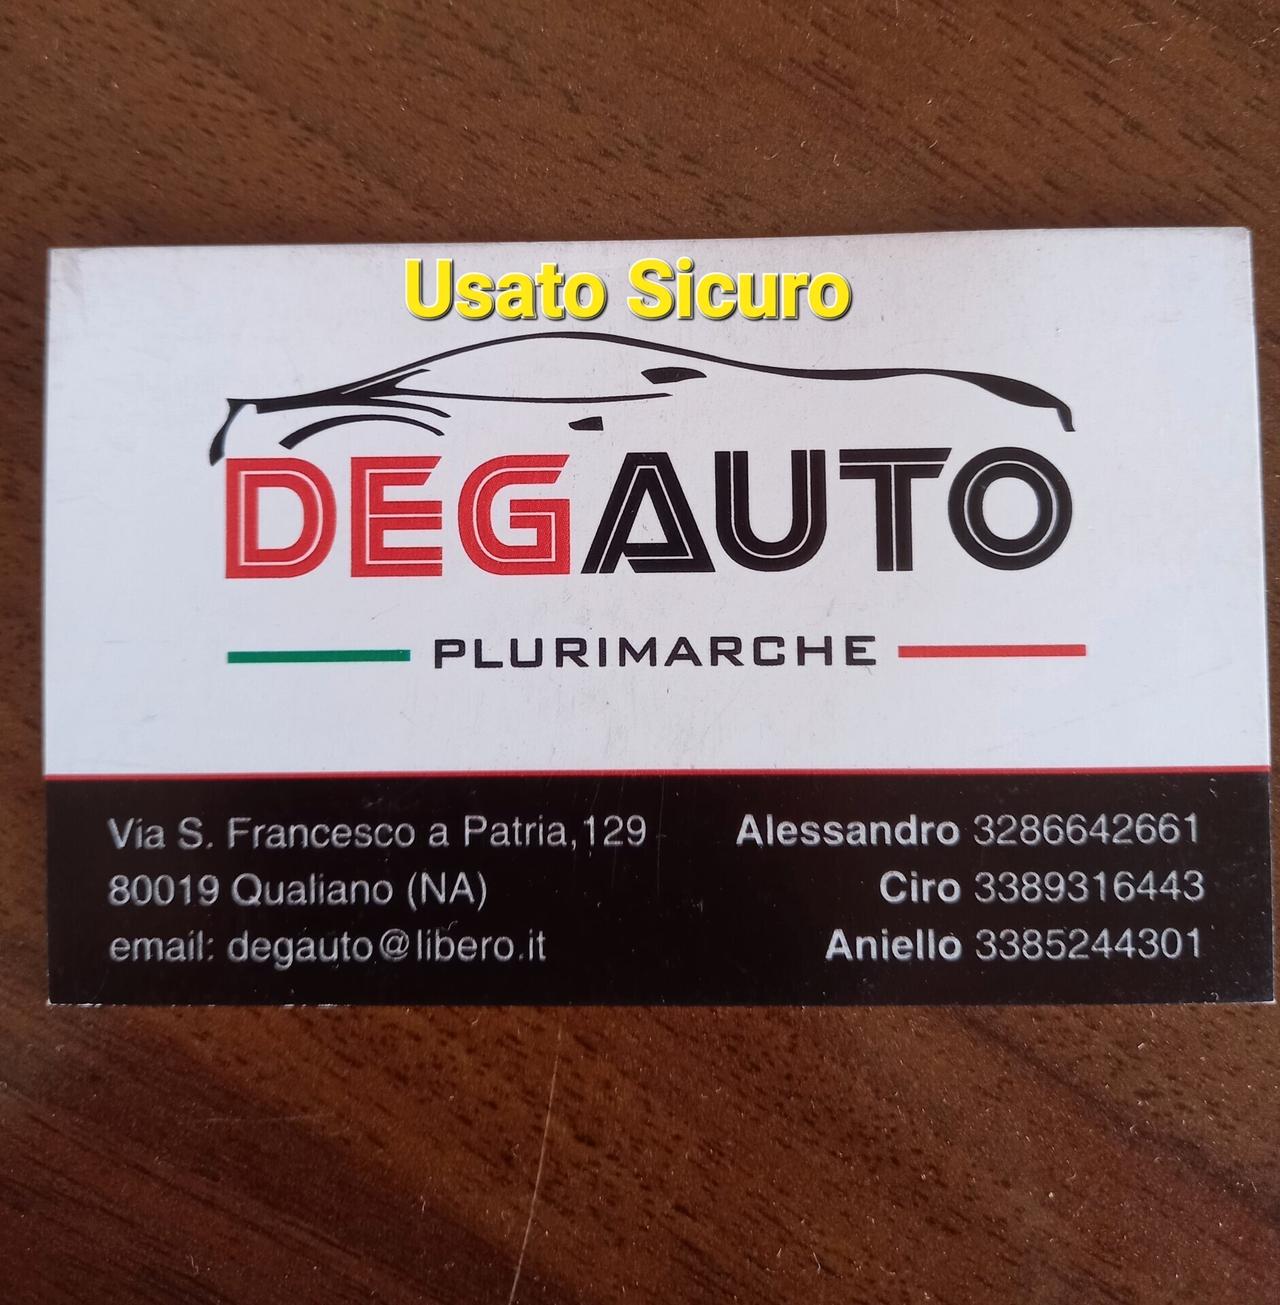 Usato Sicuro
DEGAUTO
PLURIMARCHE
Via S. Francesco a Patria,129
80019 Qualiano (NA)
email: degauto@libero.it
Alessandro 3286642661
Ciro 3389316443
Aniello 3385244301